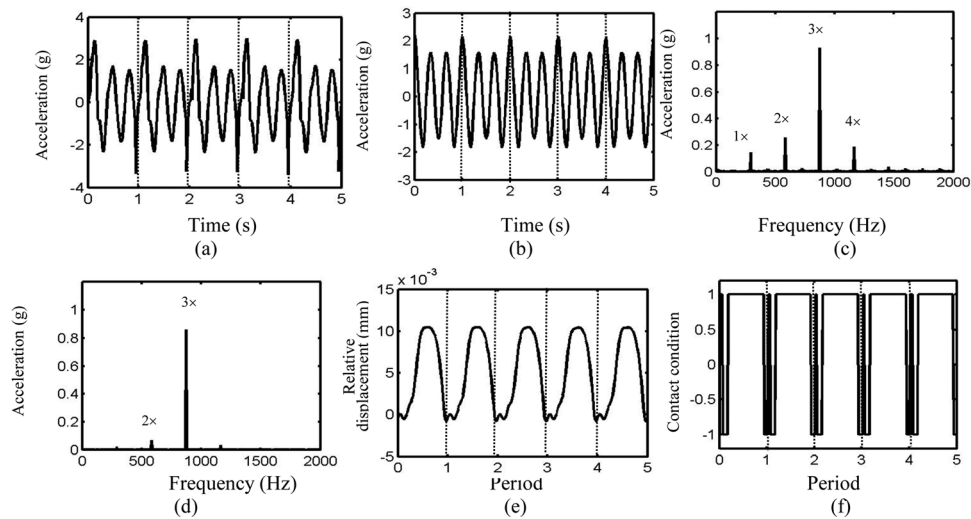 Acceleration (g)
4
2
0
-2
-4
0 1 2 3 4 5
Time (s)
(a)
Acceleration (g)
3
2
1
0
-1
-2
-3
0 1 2 3 4 5
Time (s)
(b)
Acceleration (g)
1
0.8
0.6
0.4
0.2
0
1×
2×
3×
4×
0 500 1000 1500 2000
Frequency (Hz)
(c)
Acceleration (g)
1
0.8
0.6
0.4
0.2
0
2×
3×
0 500 1000 1500 2000
Frequency (Hz)
(d)
× 10⁻³
Relative
displacement (mm)
15
10
5
0
-5
0 1 2 3 4 5
Period
(e)
Contact condition
1
0.5
0
-0.5
-1
0 1 2 3 4 5
Period
(f)